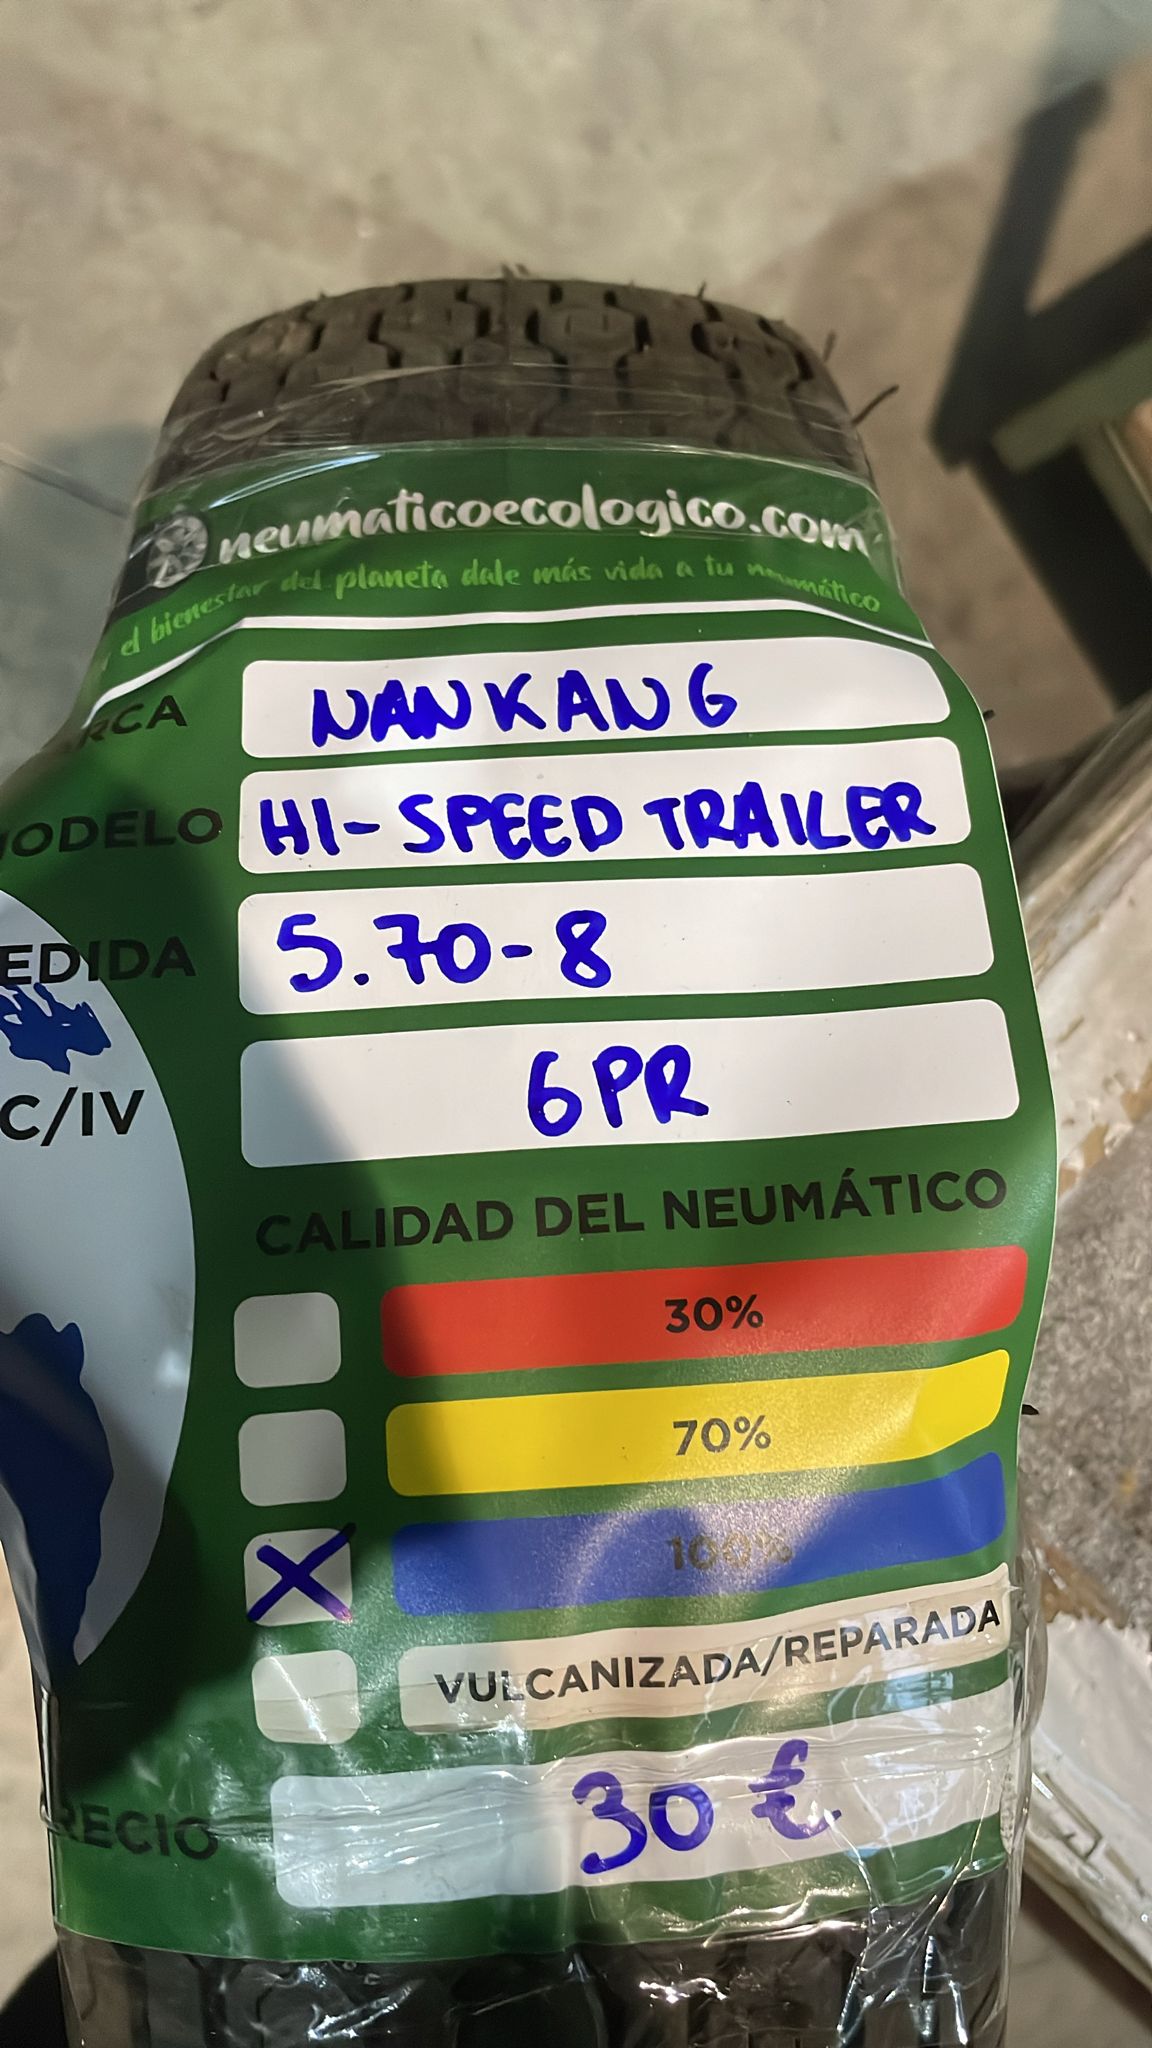 neumaticoecologico.com
el bienestar del planeta dale más vida a tu neumático
RCA NANKANG
MODELO HI-SPEED TRAILER
EDIDA 5.70-8
C/IV 6PR
CALIDAD DEL NEUMÁTICO
30%
70%
X 100%
VULCANIZADA/REPARADA
RECIO 30 €